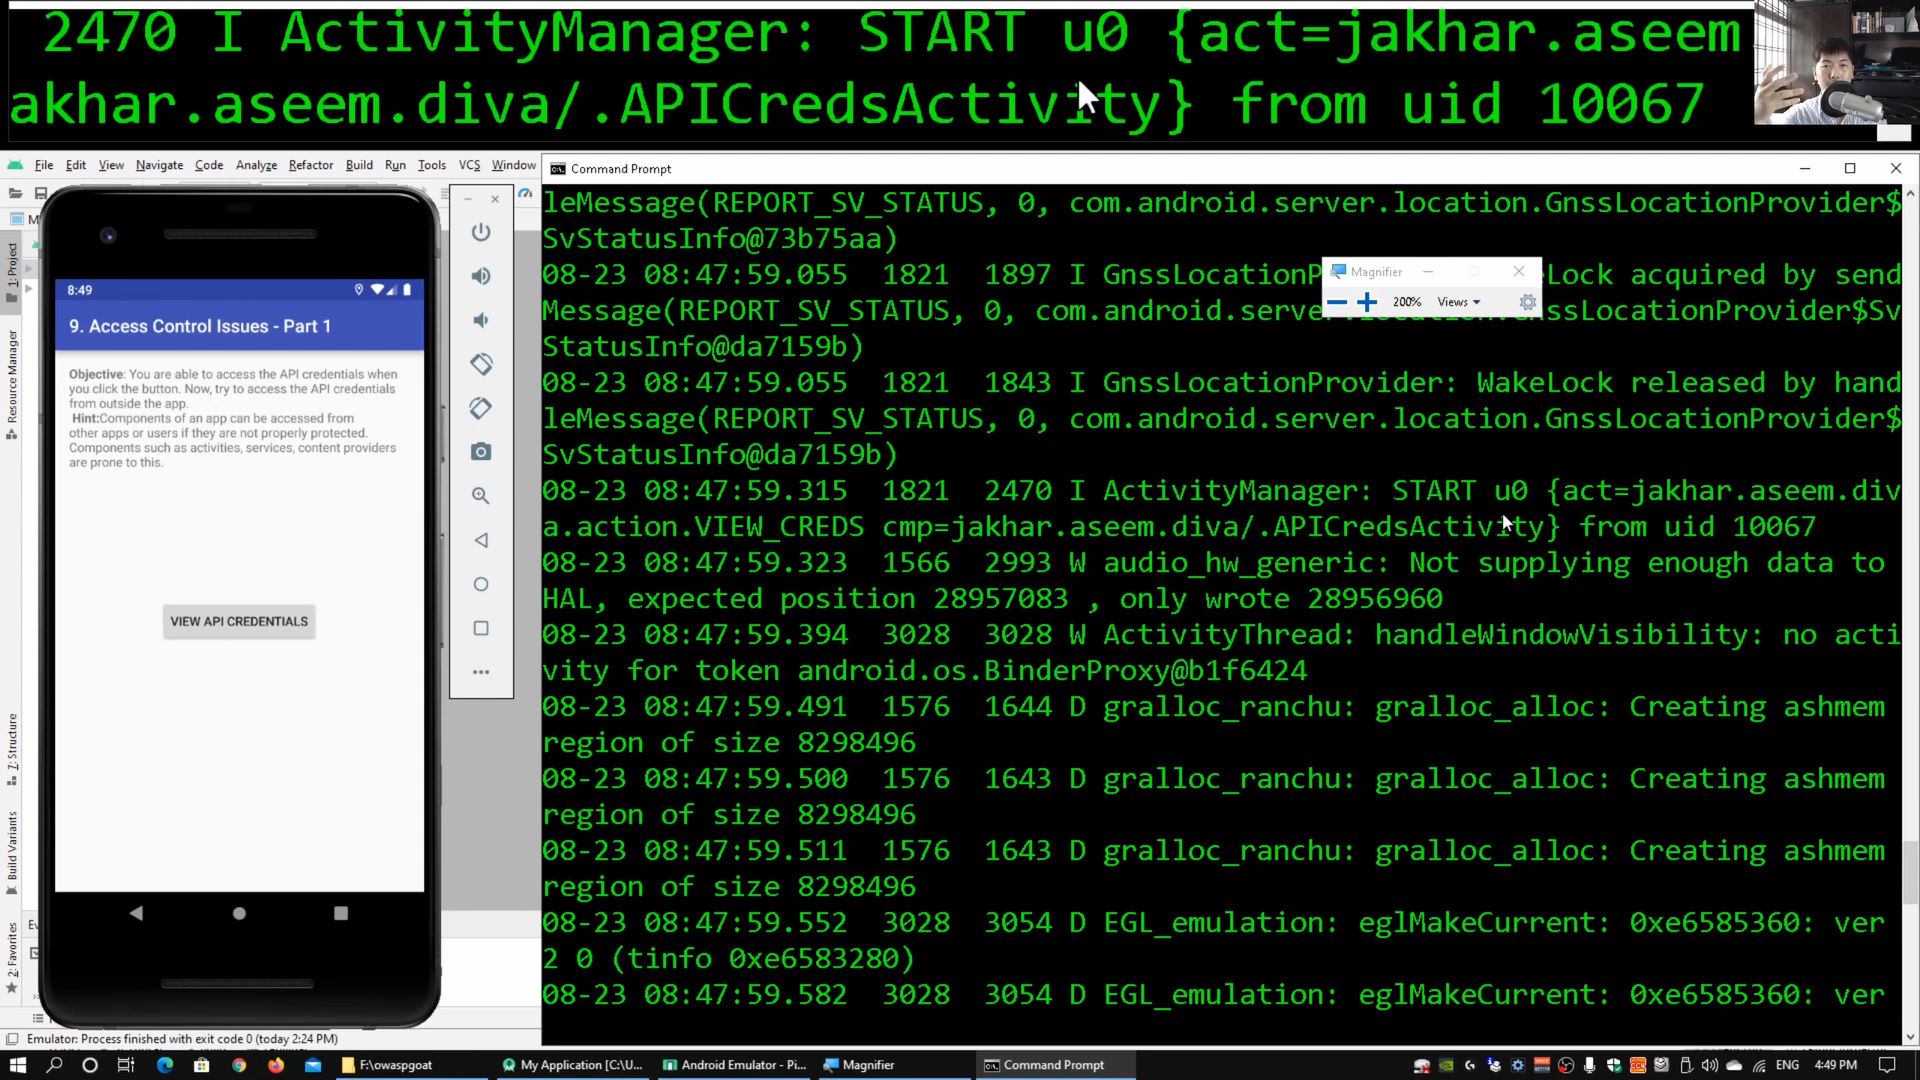 2470 I ActivityManager: START u0 {act=jakhar.aseem
akhar.aseem.diva/.APICredsActivity} from uid 10067
File Edit View Navigate Code Analyze Refactor Build Run Tools VCS Window
Command Prompt
1: Project
Resource Manager
7: Structure
Build Variants
2: Favorites
8:49
9. Access Control Issues - Part 1
Objective: You are able to access the API credentials when
you click the button. Now, try to access the API credentials
from outside the app.
Hint:Components of an app can be accessed from
other apps or users if they are not properly protected.
Components such as activities, services, content providers
are prone to this.
VIEW API CREDENTIALS
leMessage(REPORT_SV_STATUS, 0, com.android.server.location.GnssLocationProvider$
SvStatusInfo@73b75aa)
08-23 08:47:59.055 1821 1897 I GnssLocationP eLock acquired by send
Message(REPORT_SV_STATUS, 0, com.android.serve ssLocationProvider$Sv
StatusInfo@da7159b)
08-23 08:47:59.055 1821 1843 I GnssLocationProvider: WakeLock released by hand
leMessage(REPORT_SV_STATUS, 0, com.android.server.location.GnssLocationProvider$
SvStatusInfo@da7159b)
08-23 08:47:59.315 1821 2470 I ActivityManager: START u0 {act=jakhar.aseem.div
a.action.VIEW_CREDS cmp=jakhar.aseem.diva/.APICredsActivity} from uid 10067
08-23 08:47:59.323 1566 2993 W audio_hw_generic: Not supplying enough data to
HAL, expected position 28957083 , only wrote 28956960
08-23 08:47:59.394 3028 3028 W ActivityThread: handleWindowVisibility: no acti
vity for token android.os.BinderProxy@b1f6424
08-23 08:47:59.491 1576 1644 D gralloc_ranchu: gralloc_alloc: Creating ashmem
region of size 8298496
08-23 08:47:59.500 1576 1643 D gralloc_ranchu: gralloc_alloc: Creating ashmem
region of size 8298496
08-23 08:47:59.511 1576 1643 D gralloc_ranchu: gralloc_alloc: Creating ashmem
region of size 8298496
08-23 08:47:59.552 3028 3054 D EGL_emulation: eglMakeCurrent: 0xe6585360: ver
2 0 (tinfo 0xe6583280)
08-23 08:47:59.582 3028 3054 D EGL_emulation: eglMakeCurrent: 0xe6585360: ver
Magnifier
200% Views
Emulator: Process finished with exit code 0 (today 2:24 PM)
F:\owaspgoat
My Application [C:\U...
Android Emulator - Pi...
Magnifier
Command Prompt
ENG
4:49 PM